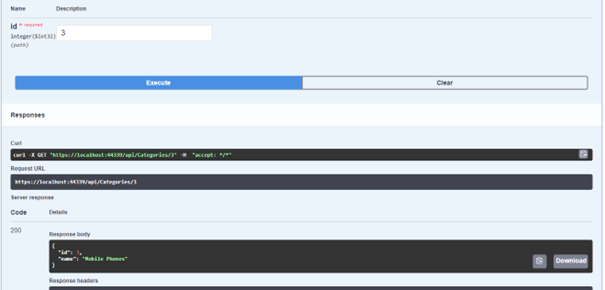 Name Description
id * required
integer($int32)
3
(path)
Execute Clear
Responses
Curl
curl -X GET "https://localhost:44339/api/Categories/3" -H "accept: */*"
Request URL
https://localhost:44339/api/Categories/3
Server response
Code Details
200
Response body
{
"id": 3,
"name": "Mobile Phones"
}
Download
Response headers